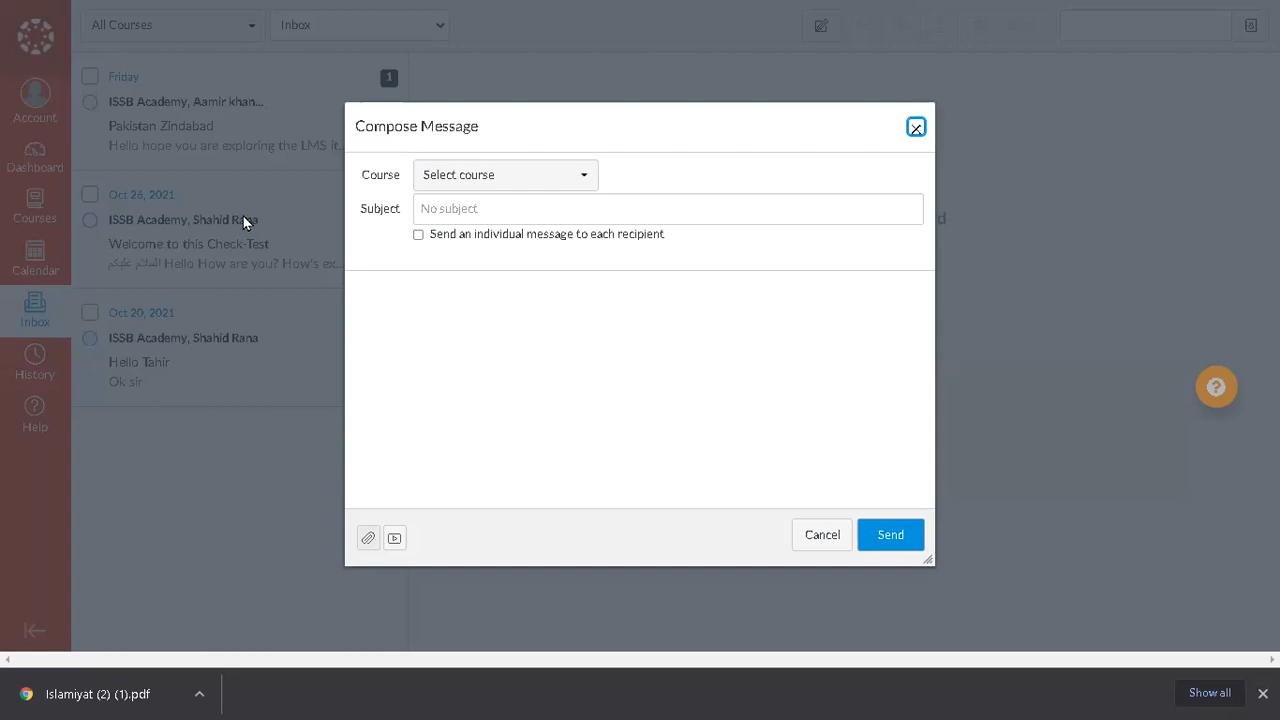 All Courses
Inbox
Account
Dashboard
Courses
Calendar
Inbox
History
Help
Friday
1
ISSB Academy, Aamir khan...
Pakistan Zindabad
Hello hope you are exploring the LMS it..
Oct 26, 2021
ISSB Academy, Shahid Rana
Welcome to this Check-Test
السَّلَامُ عَلَيْكُم Hello How are you? How's ex...
Oct 20, 2021
ISSB Academy, Shahid Rana
Hello Tahir
Ok sir
Compose Message
Course
Select course
Subject
No subject
Send an individual message to each recipient
Cancel
Send
Islamiyat (2) (1).pdf
Show all